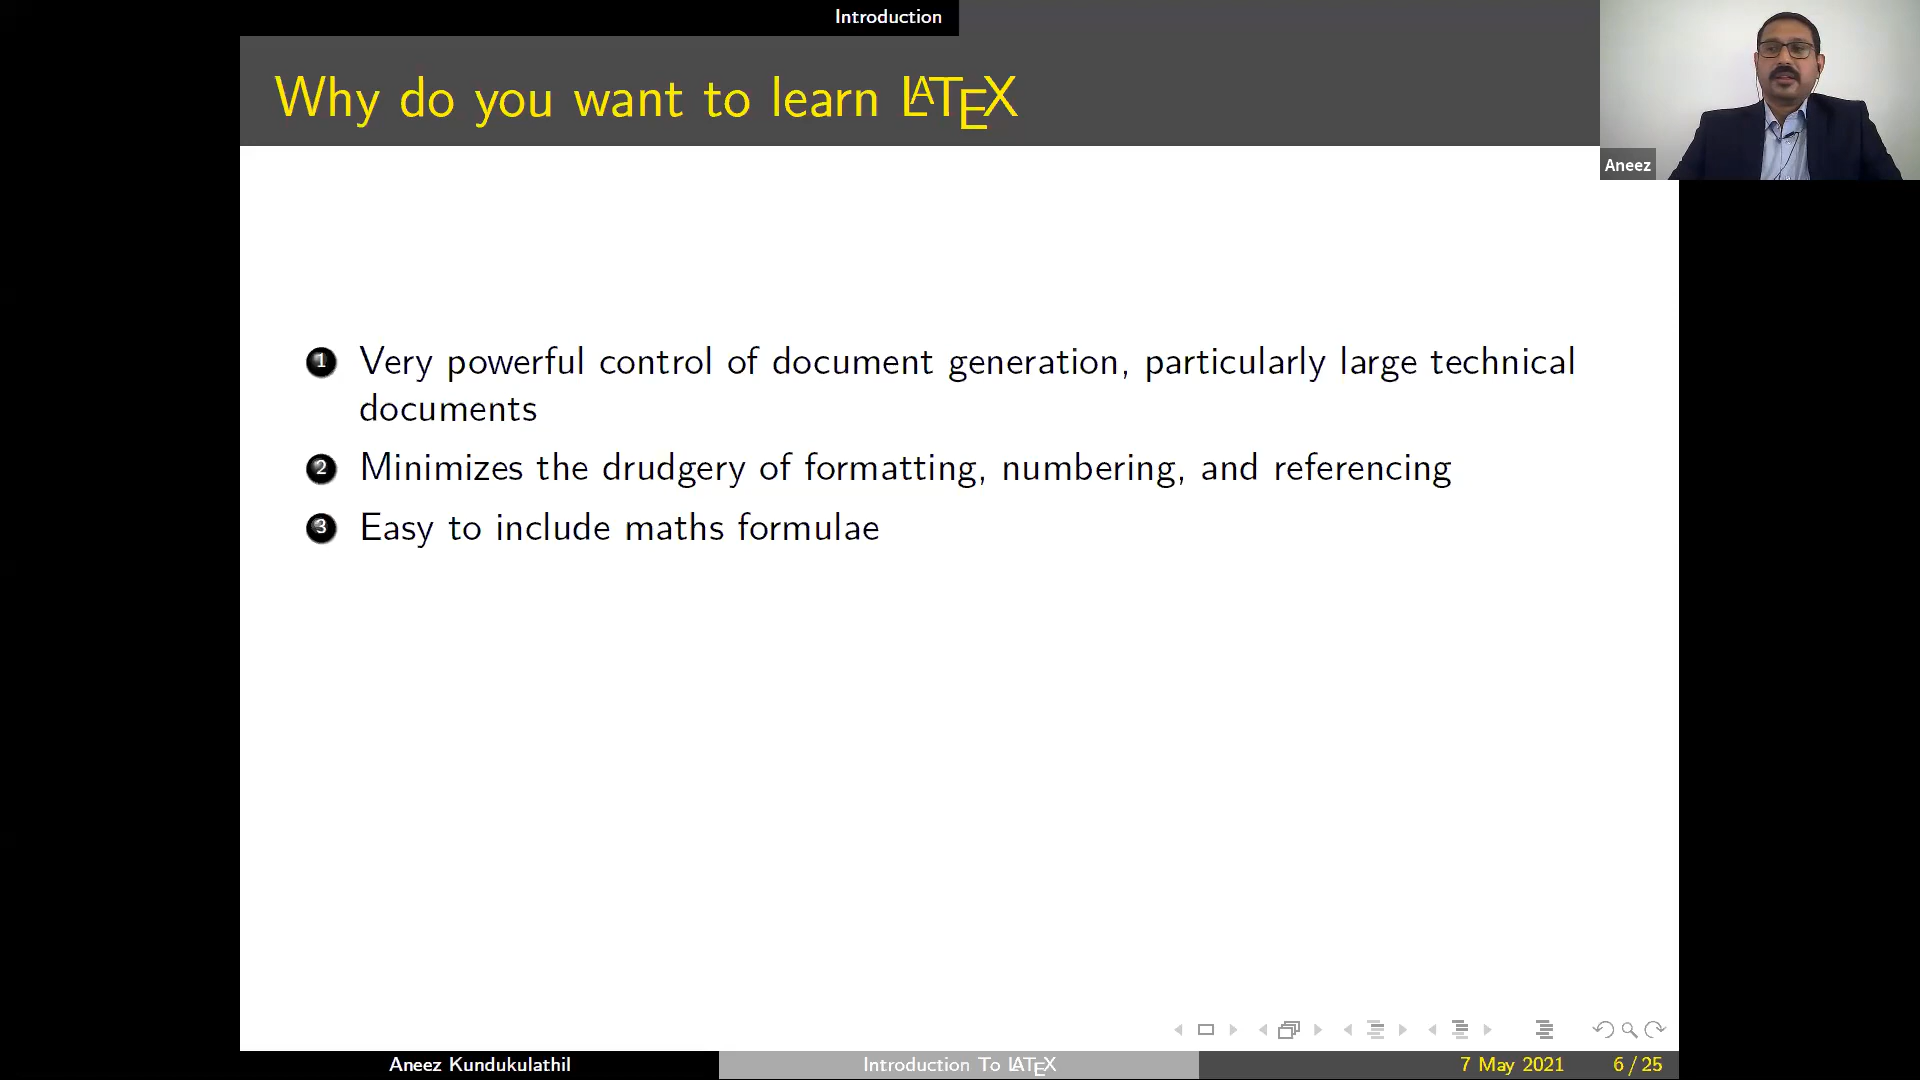 Introduction
Why do you want to learn LATEX
Aneez
1 Very powerful control of document generation, particularly large technical
documents
2 Minimizes the drudgery of formatting, numbering, and referencing
3 Easy to include maths formulae
Aneez Kundukulathil Introduction To LATEX 7 May 2021 6 / 25